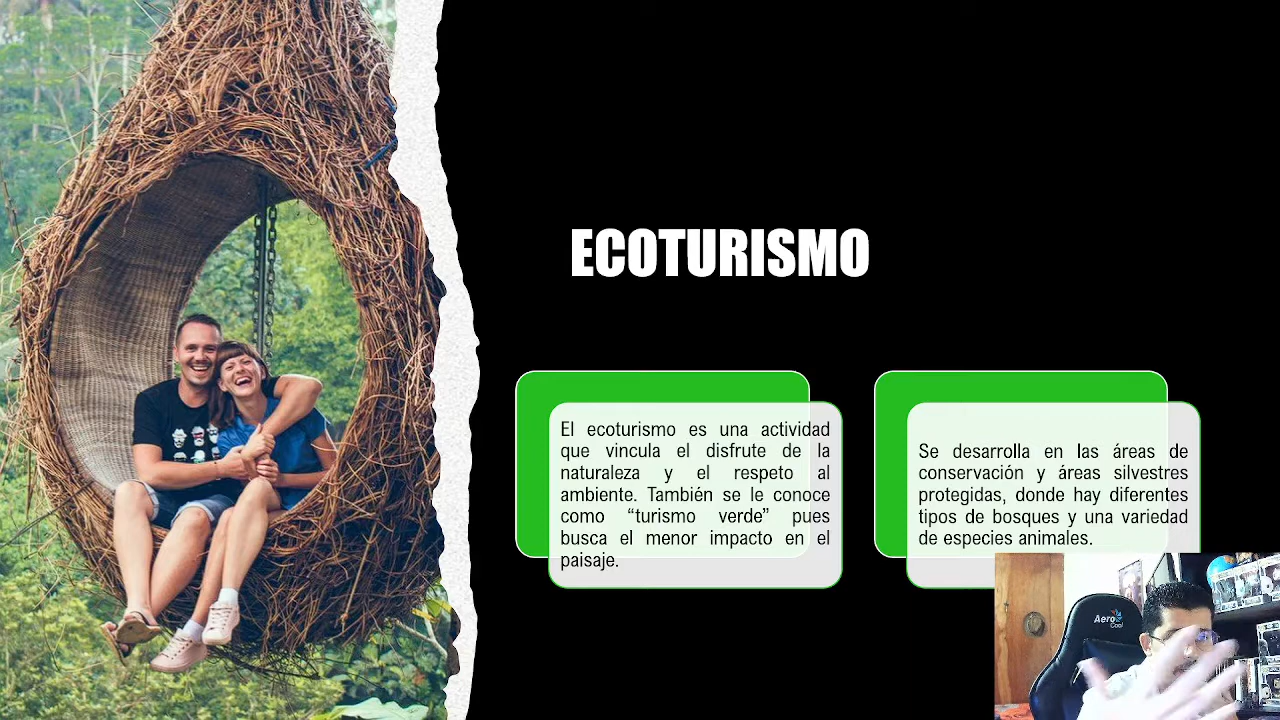 ECOTURISMO
El ecoturismo es una actividad
que vincula el disfrute de la
naturaleza y el respeto al
ambiente. También se le conoce
como “turismo verde” pues
busca el menor impacto en el
paisaje.
Se desarrolla en las áreas de
conservación y áreas silvestres
protegidas, donde hay diferentes
tipos de bosques y una variedad
de especies animales.
Aero